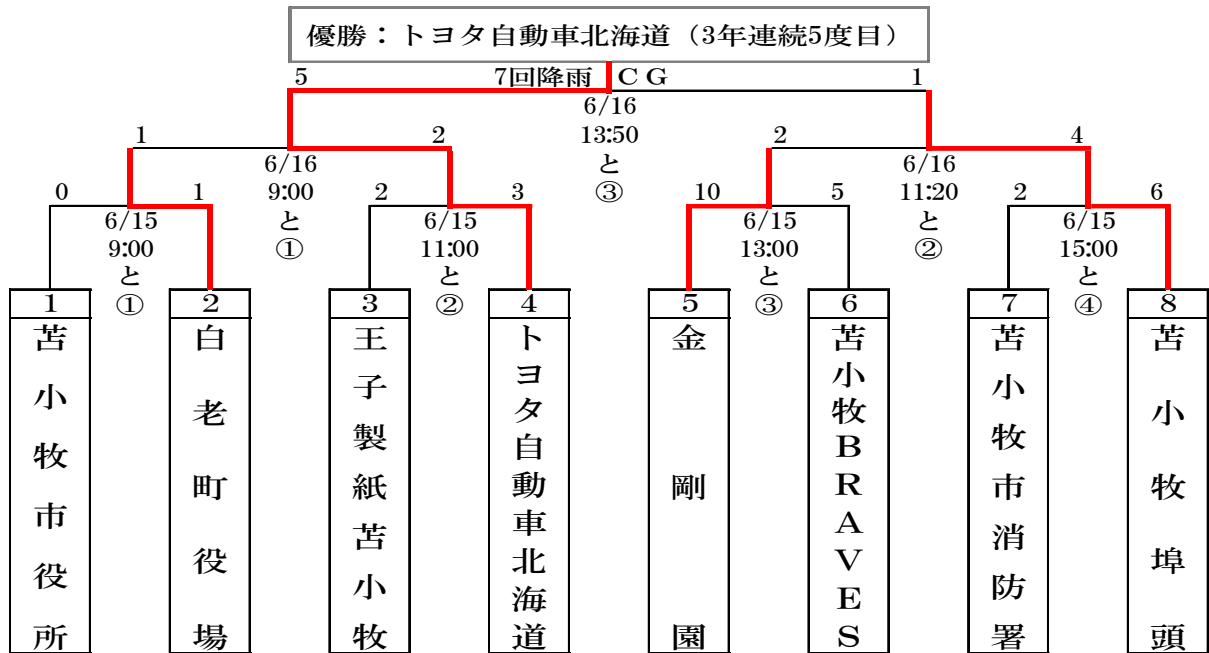 優勝：トヨタ自動車北海道（3年連続5度目）
5 7回降雨 ＣＧ 1
6/16
13:50
と
③
1 2
6/16
9:00
と
①
2 4
6/16
11:20
と
②
0 1
6/15
9:00
と
①
2 3
6/15
11:00
と
②
10 5
6/15
13:00
と
③
2 6
6/15
15:00
と
④
1
苫小牧市役所
2
白老町役場
3
王子製紙苫小牧
4
トヨタ自動車北海道
5
金剛園
6
苫小牧ＢＲＡＶＥＳ
7
苫小牧市消防署
8
苫小牧埠頭